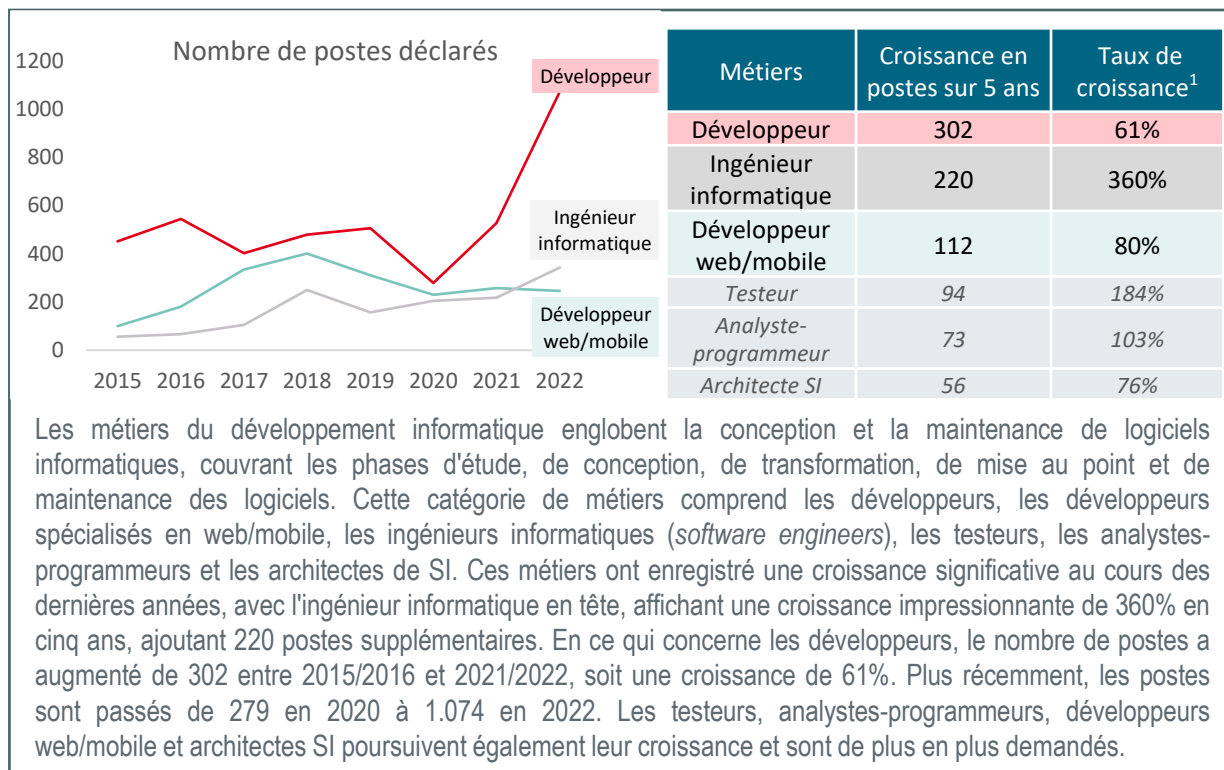 Nombre de postes déclarés
1200
1000
800
600
400
200
0
2015 2016 2017 2018 2019 2020 2021 2022
Développeur
Ingénieur
informatique
Développeur
web/mobile
Métiers
Croissance en
postes sur 5 ans
Taux de
croissance1
Développeur 302 61%
Ingénieur
informatique
220 360%
Développeur
web/mobile
112 80%
Testeur 94 184%
Analyste-
programmeur
73 103%
Architecte SI 56 76%
Les métiers du développement informatique englobent la conception et la maintenance de logiciels
informatiques, couvrant les phases d'étude, de conception, de transformation, de mise au point et de
maintenance des logiciels. Cette catégorie de métiers comprend les développeurs, les développeurs
spécialisés en web/mobile, les ingénieurs informatiques (software engineers), les testeurs, les analystes-
programmeurs et les architectes de SI. Ces métiers ont enregistré une croissance significative au cours des
dernières années, avec l'ingénieur informatique en tête, affichant une croissance impressionnante de 360% en
cinq ans, ajoutant 220 postes supplémentaires. En ce qui concerne les développeurs, le nombre de postes a
augmenté de 302 entre 2015/2016 et 2021/2022, soit une croissance de 61%. Plus récemment, les postes
sont passés de 279 en 2020 à 1.074 en 2022. Les testeurs, analystes-programmeurs, développeurs
web/mobile et architectes SI poursuivent également leur croissance et sont de plus en plus demandés.